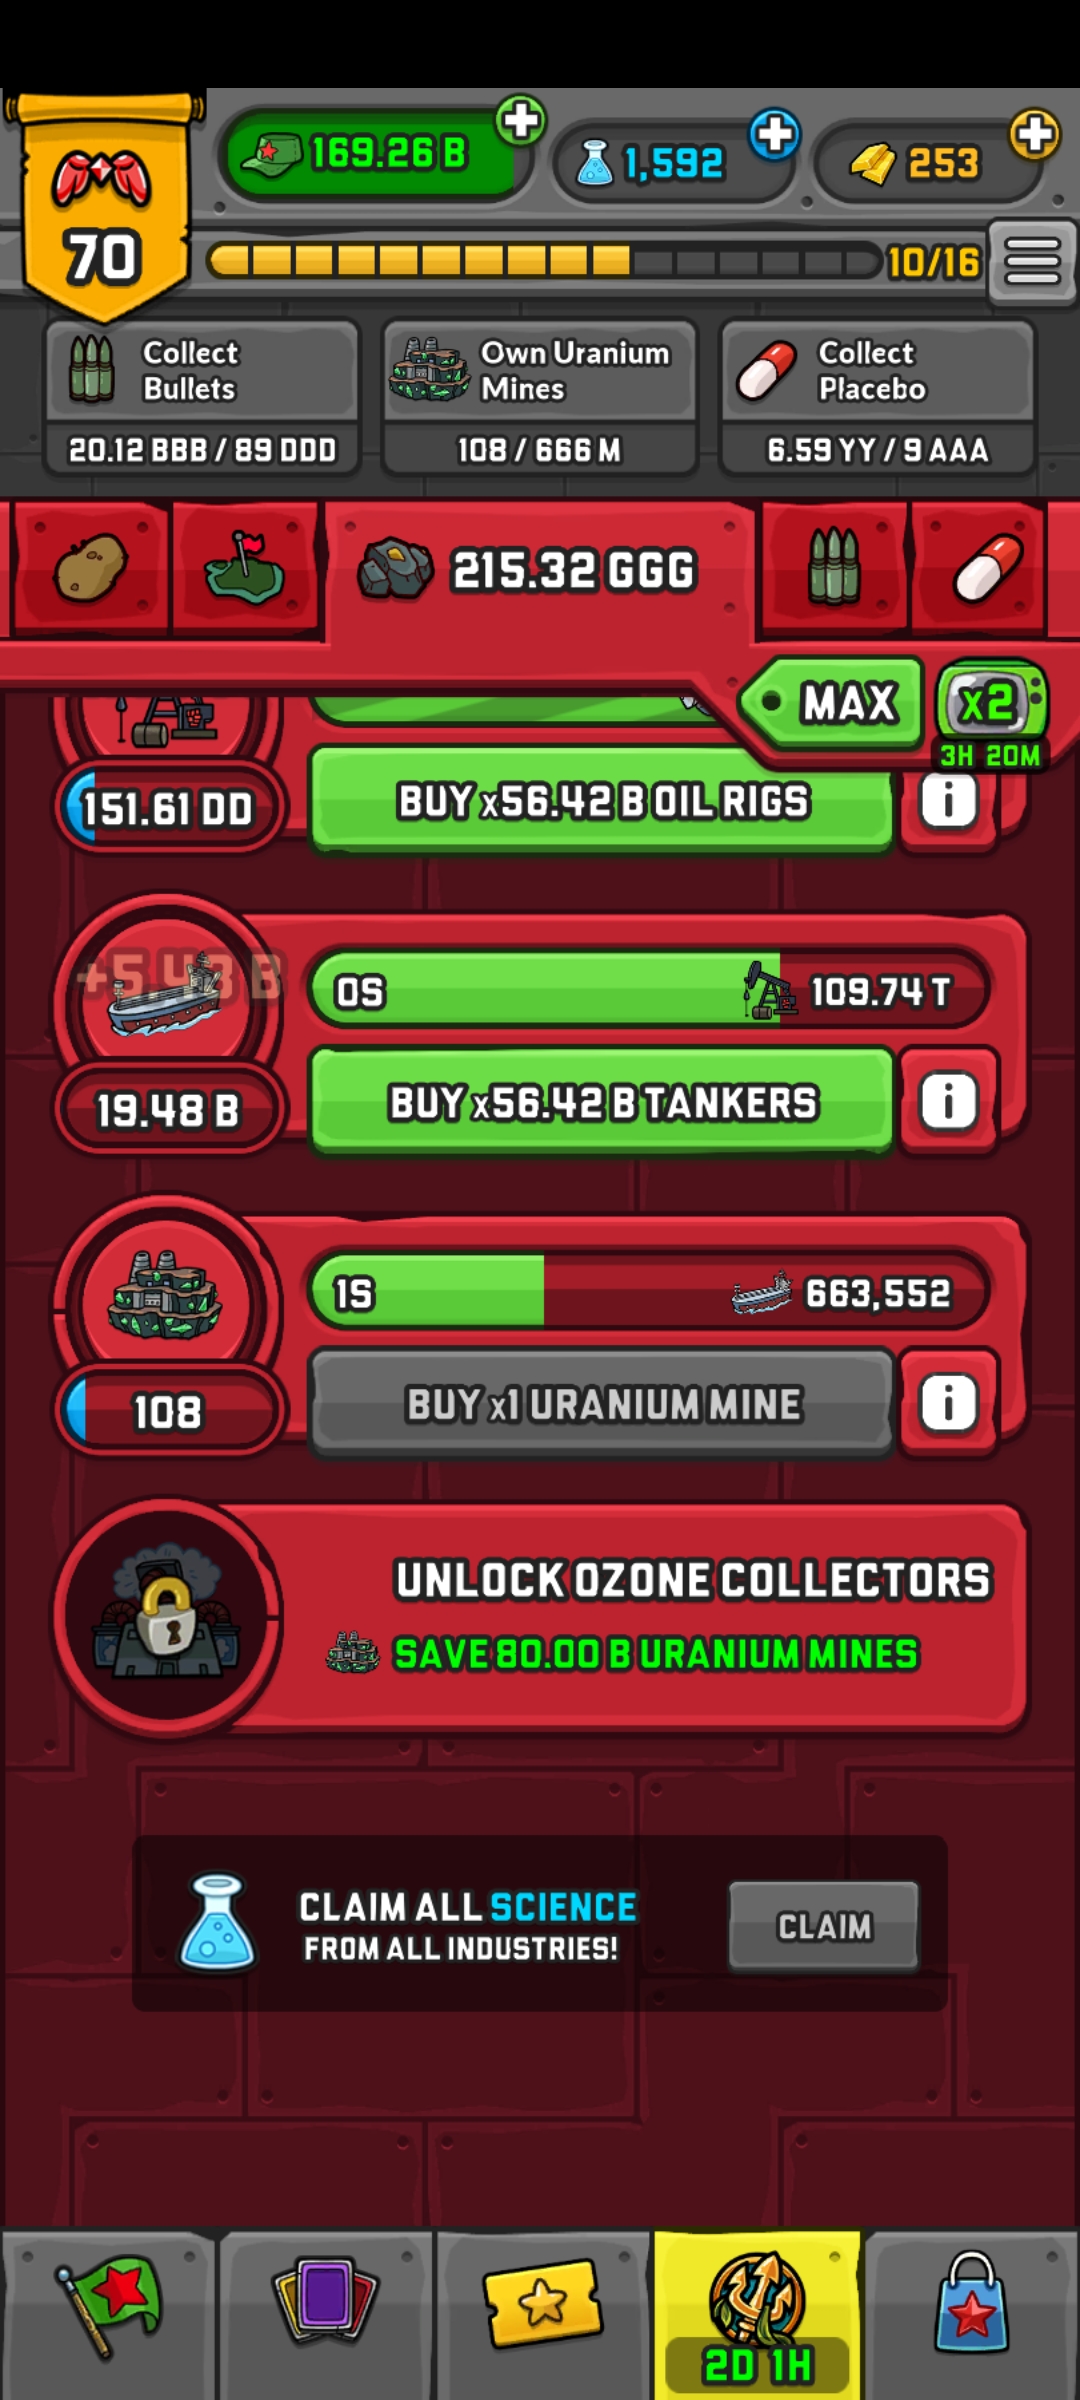 70
169.26 B
1,592
253
10/16
Collect Bullets
20.12 BBB / 89 DDD
Own Uranium Mines
108 / 666 M
Collect Placebo
6.59 YY / 9 AAA
215.32 GGG
MAX
x2
3H 20M
151.61 DD
BUY x56.42 B OIL RIGS
i
+5.43 B
0S
109.74 T
19.48 B
BUY x56.42 B TANKERS
i
1S
663,552
108
BUY x1 URANIUM MINE
i
UNLOCK OZONE COLLECTORS
SAVE 80.00 B URANIUM MINES
CLAIM ALL SCIENCE
FROM ALL INDUSTRIES!
CLAIM
2D 1H